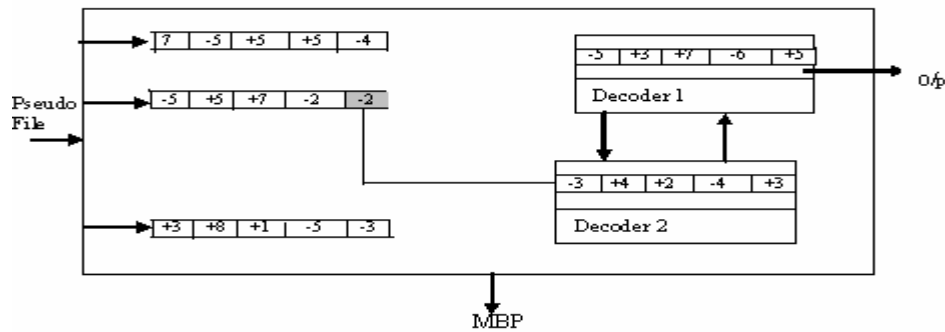 7 -5 +5 +5 -4
-5 +3 +7 -6 +5
O/p
Decoder 1
Pseudo
File
-5 +5 +7 -2 -2
-3 +4 +2 -4 +3
Decoder 2
+3 +8 +1 -5 -3
MBP